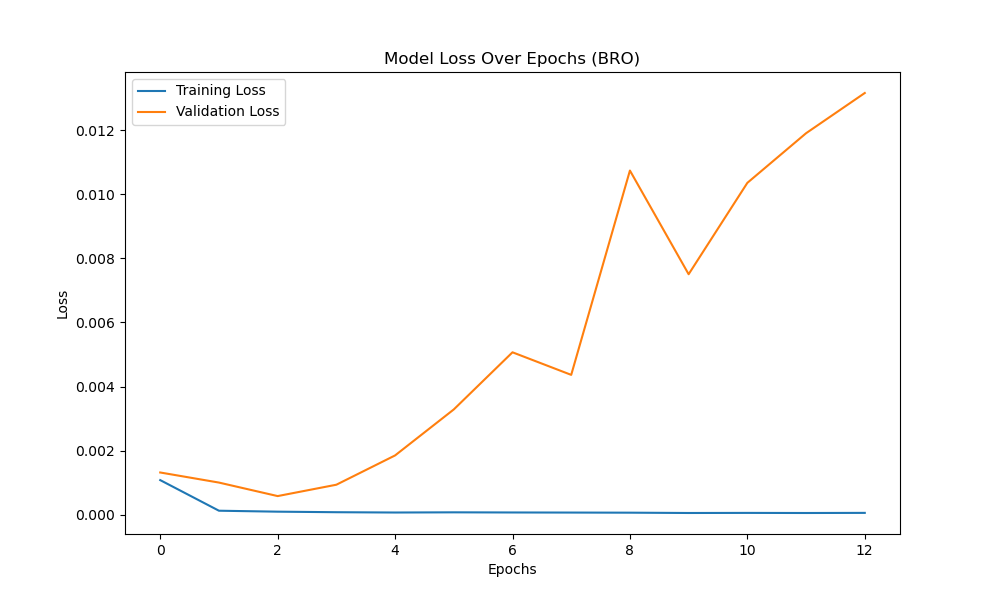 Model Loss Over Epochs (BRO)
Training Loss
Validation Loss
0.012
0.010
0.008
0.006
0.004
0.002
0.000
Loss
0 2 4 6 8 10 12
Epochs